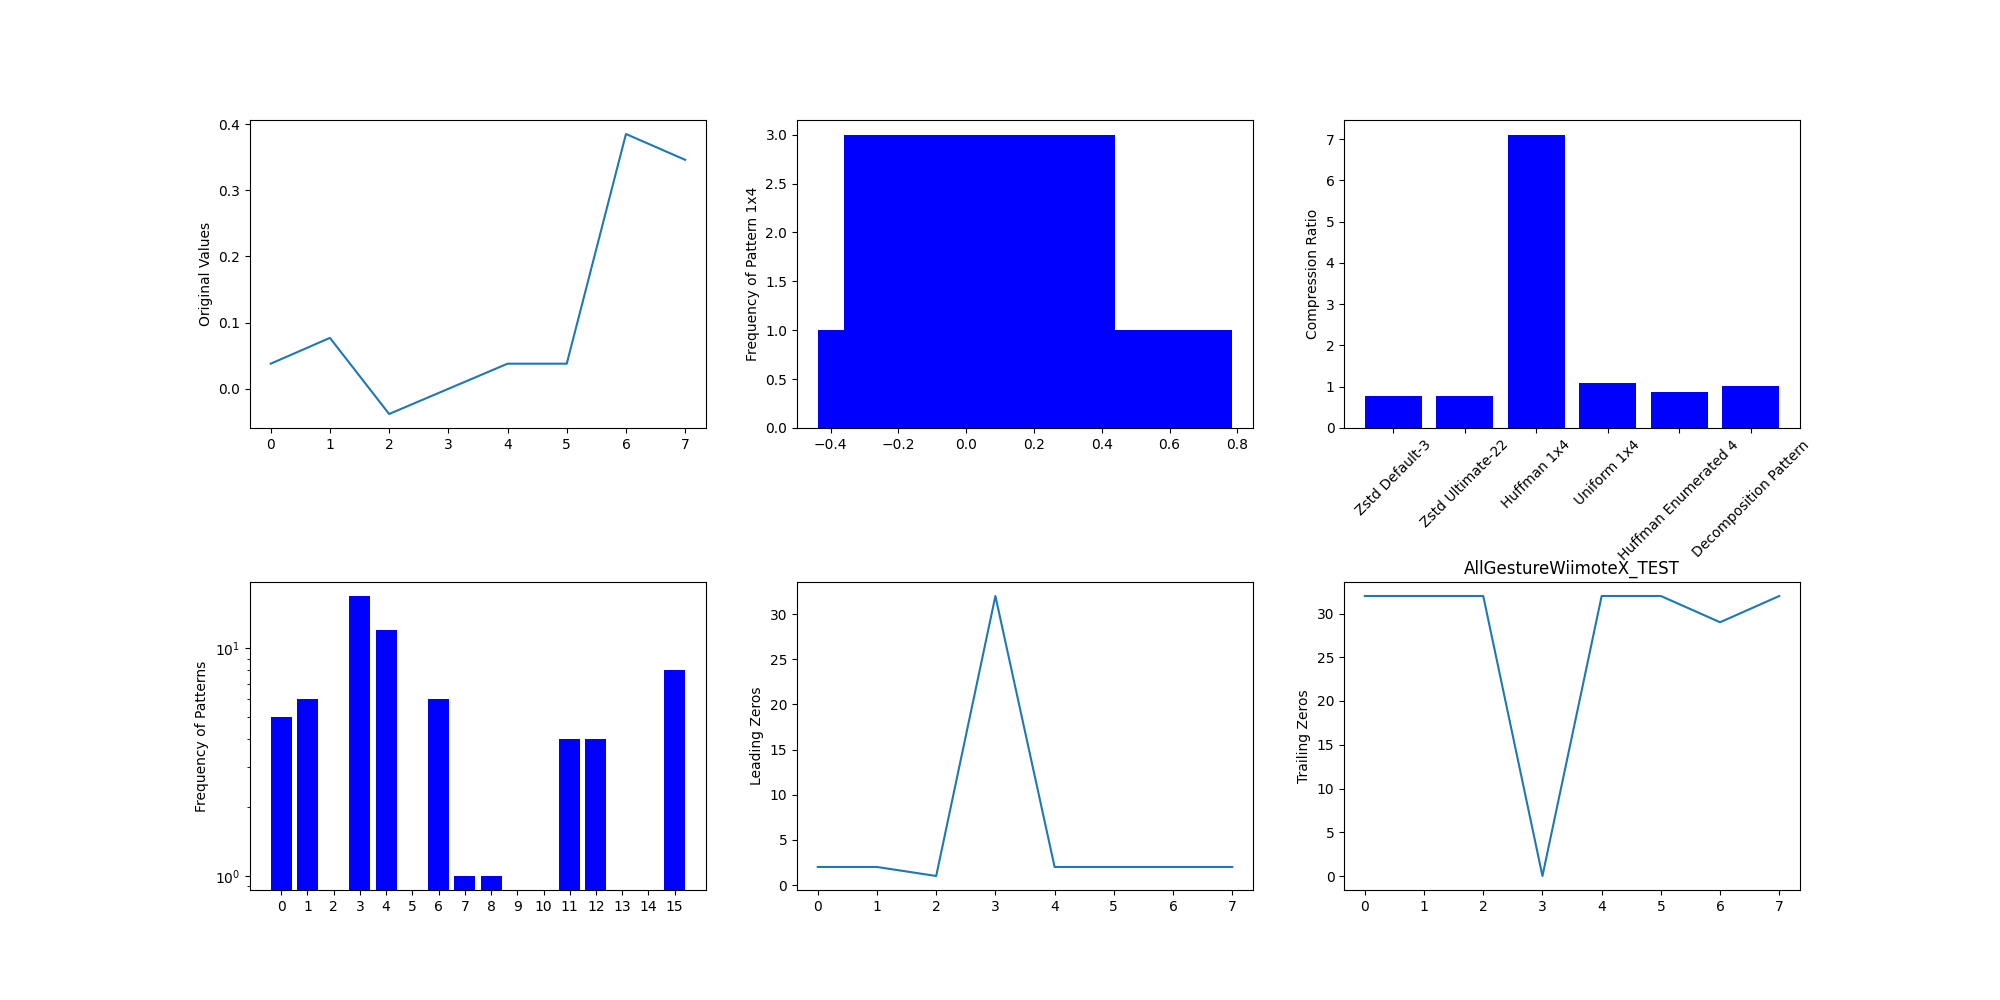 Original Values
0.4
0.3
0.2
0.1
0.0
0 1 2 3 4 5 6 7
Frequency of Pattern 1x4
3.0
2.5
2.0
1.5
1.0
0.5
0.0
−0.4 −0.2 0.0 0.2 0.4 0.6 0.8
Compression Ratio
7
6
5
4
3
2
1
0
Zstd Default-3
Zstd Ultimate-22
Huffman 1x4
Uniform 1x4
Huffman Enumerated 4
Decomposition Pattern
Frequency of Patterns
10¹
10⁰
0 1 2 3 4 5 6 7 8 9 10 11 12 13 14 15
Leading Zeros
30
25
20
15
10
5
0
0 1 2 3 4 5 6 7
AllGestureWiimoteX_TEST
Trailing Zeros
30
25
20
15
10
5
0
0 1 2 3 4 5 6 7